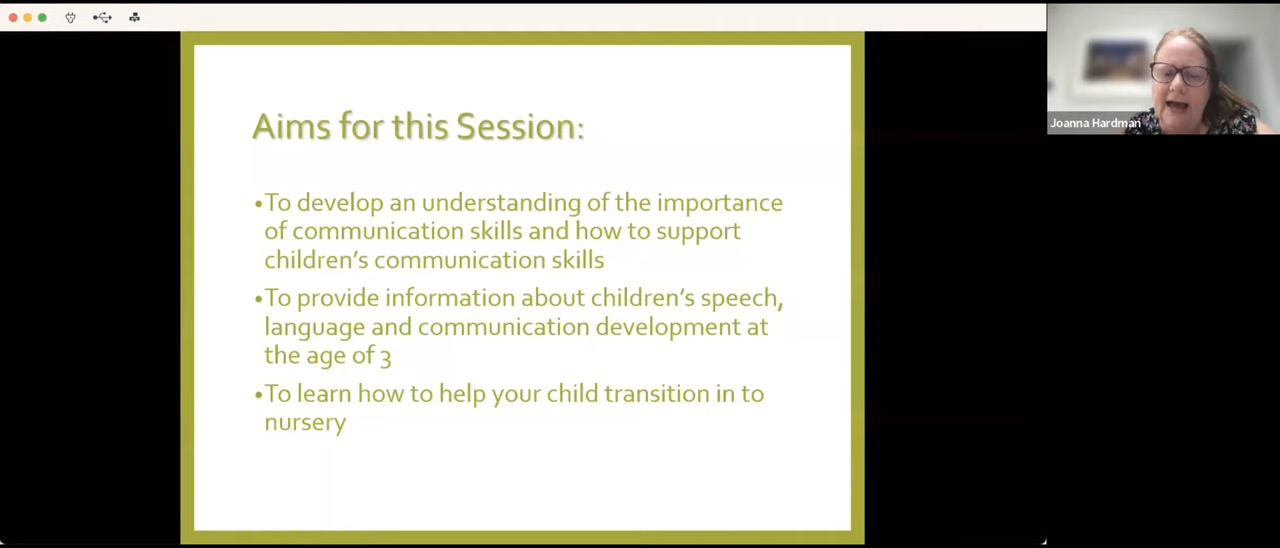 Aims for this Session:
•To develop an understanding of the importance
of communication skills and how to support
children's communication skills
•To provide information about children's speech,
language and communication development at
the age of 3
•To learn how to help your child transition in to
nursery
Joanna Hardman